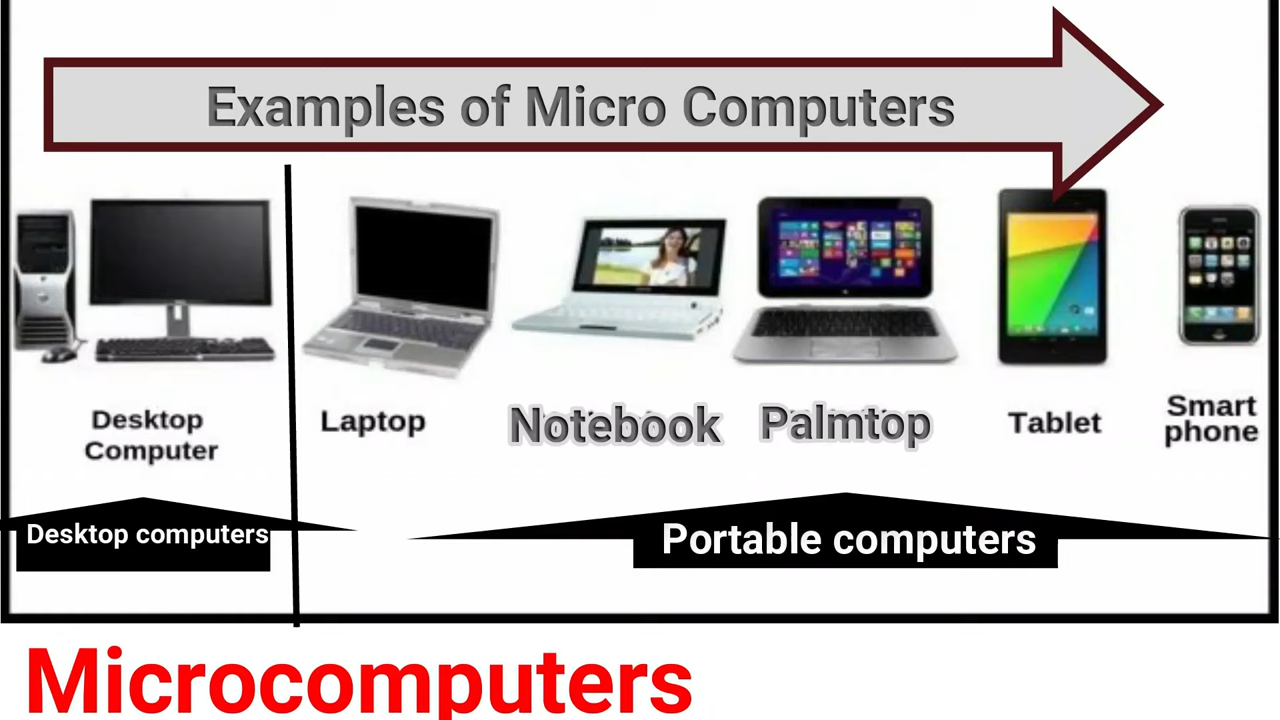 Examples of Micro Computers
Desktop
Computer
Laptop
Notebook
Palmtop
Tablet
Smart
phone
Desktop computers
Portable computers
Microcomputers